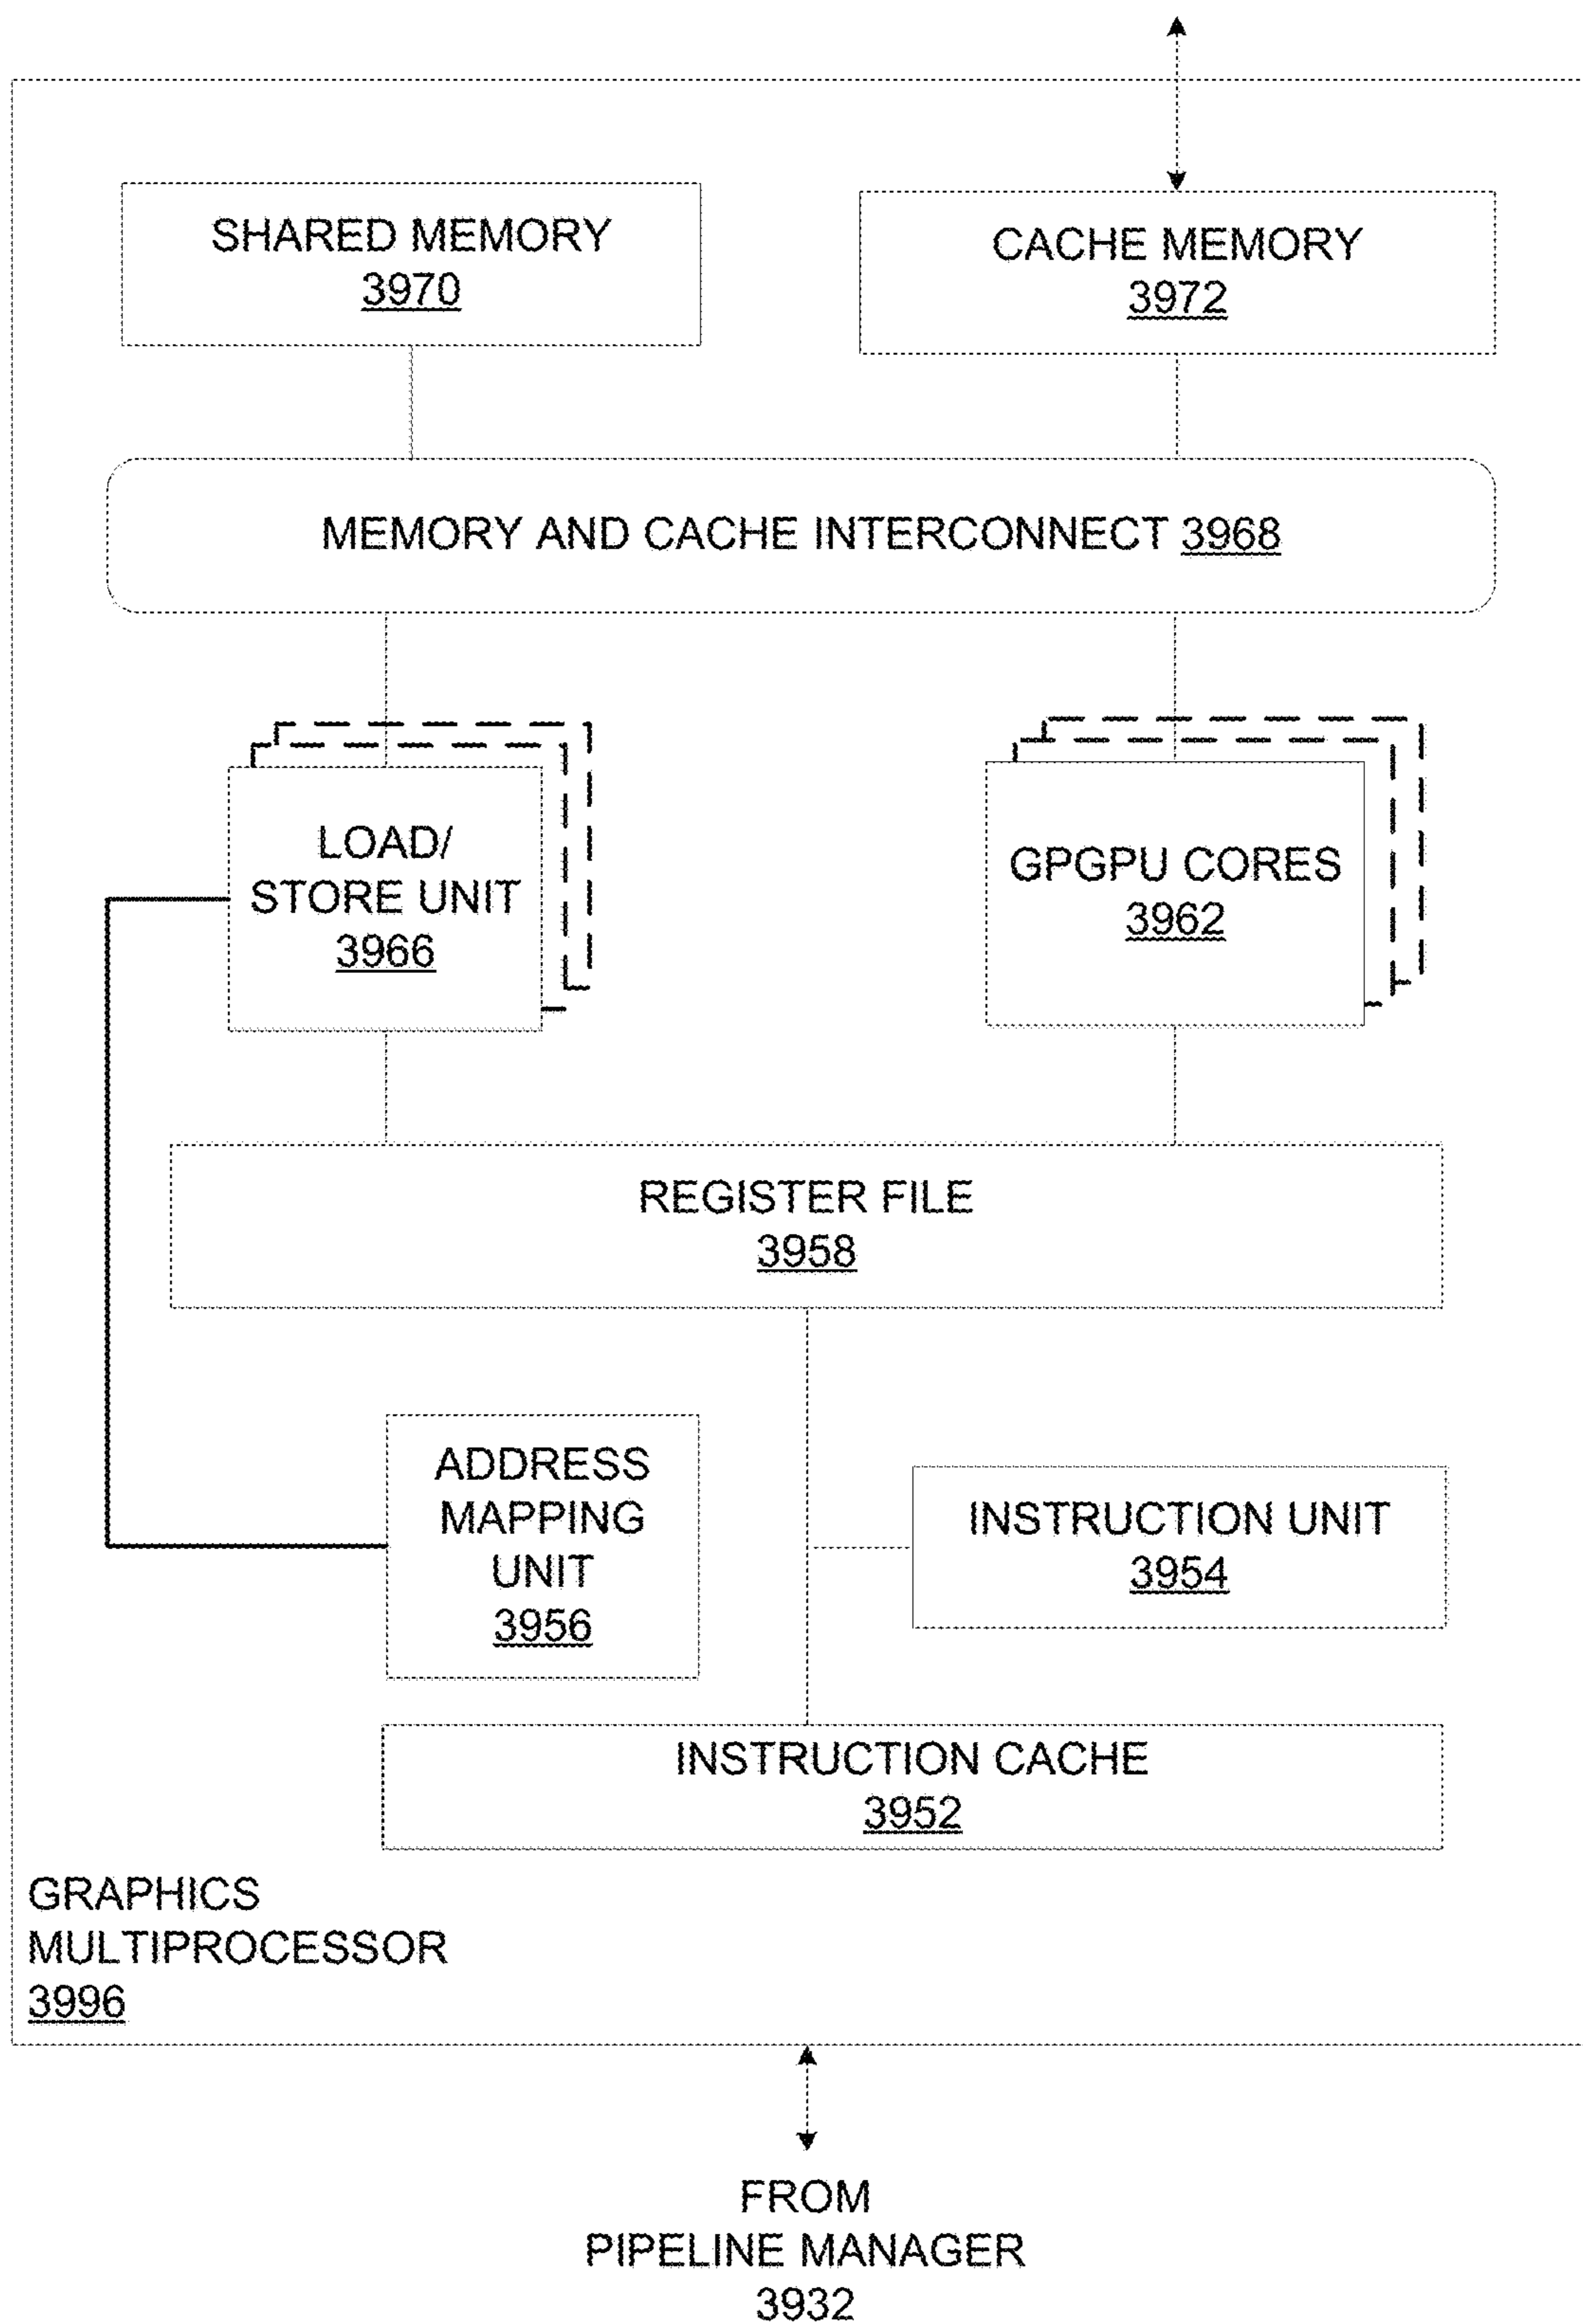 SHARED MEMORY
3970
CACHE MEMORY
3972
MEMORY AND CACHE INTERCONNECT 3968
LOAD/
STORE UNIT
3966
GPGPU CORES
3962
REGISTER FILE
3958
ADDRESS
MAPPING
UNIT
3956
INSTRUCTION UNIT
3954
INSTRUCTION CACHE
3952
GRAPHICS
MULTIPROCESSOR
3996
FROM
PIPELINE MANAGER
3932